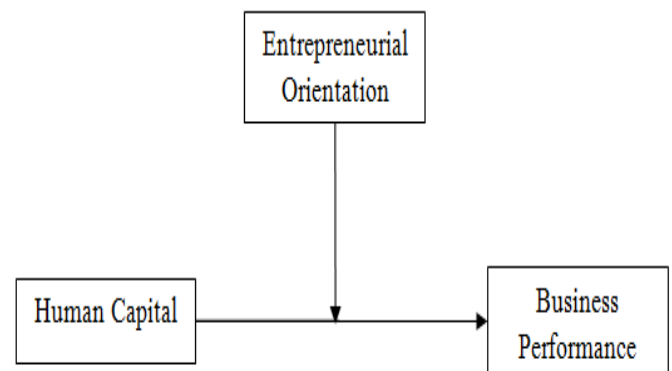 Entrepreneurial
Orientation
Human Capital
Business
Performance